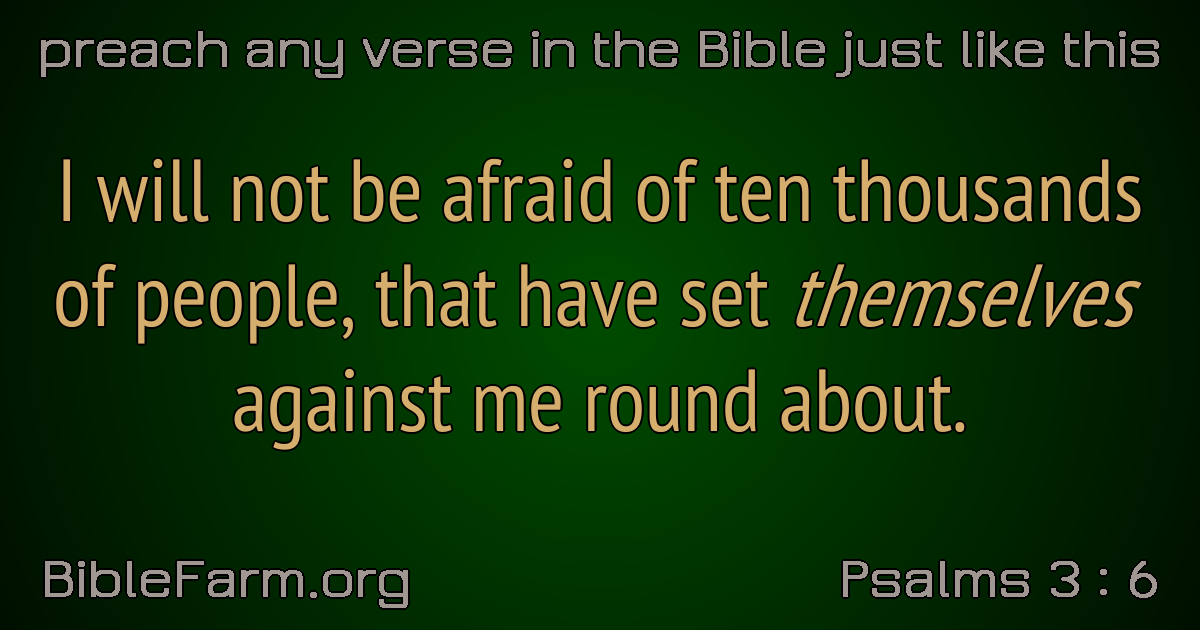 preach any verse in the Bible just like this
I will not be afraid of ten thousands
of people, that have set themselves
against me round about.
BibleFarm.org
Psalms 3 : 6